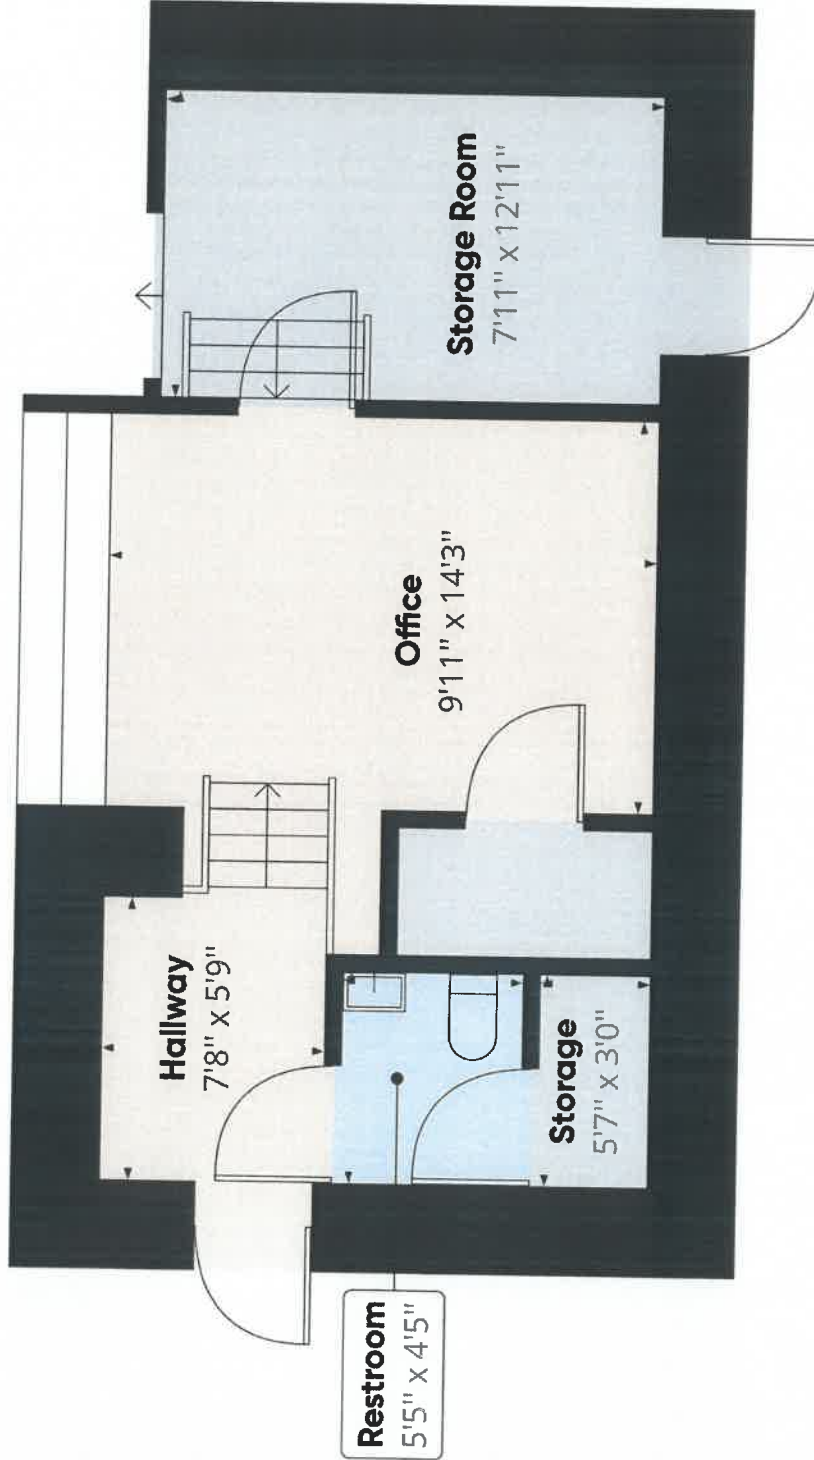 Restroom
5'5" x 4'5"
Hallway
7'8" x 5'9"
Storage
5'7" x 3'0"
Office
9'11" x 14'3"
Storage Room
7'11" x 12'11"